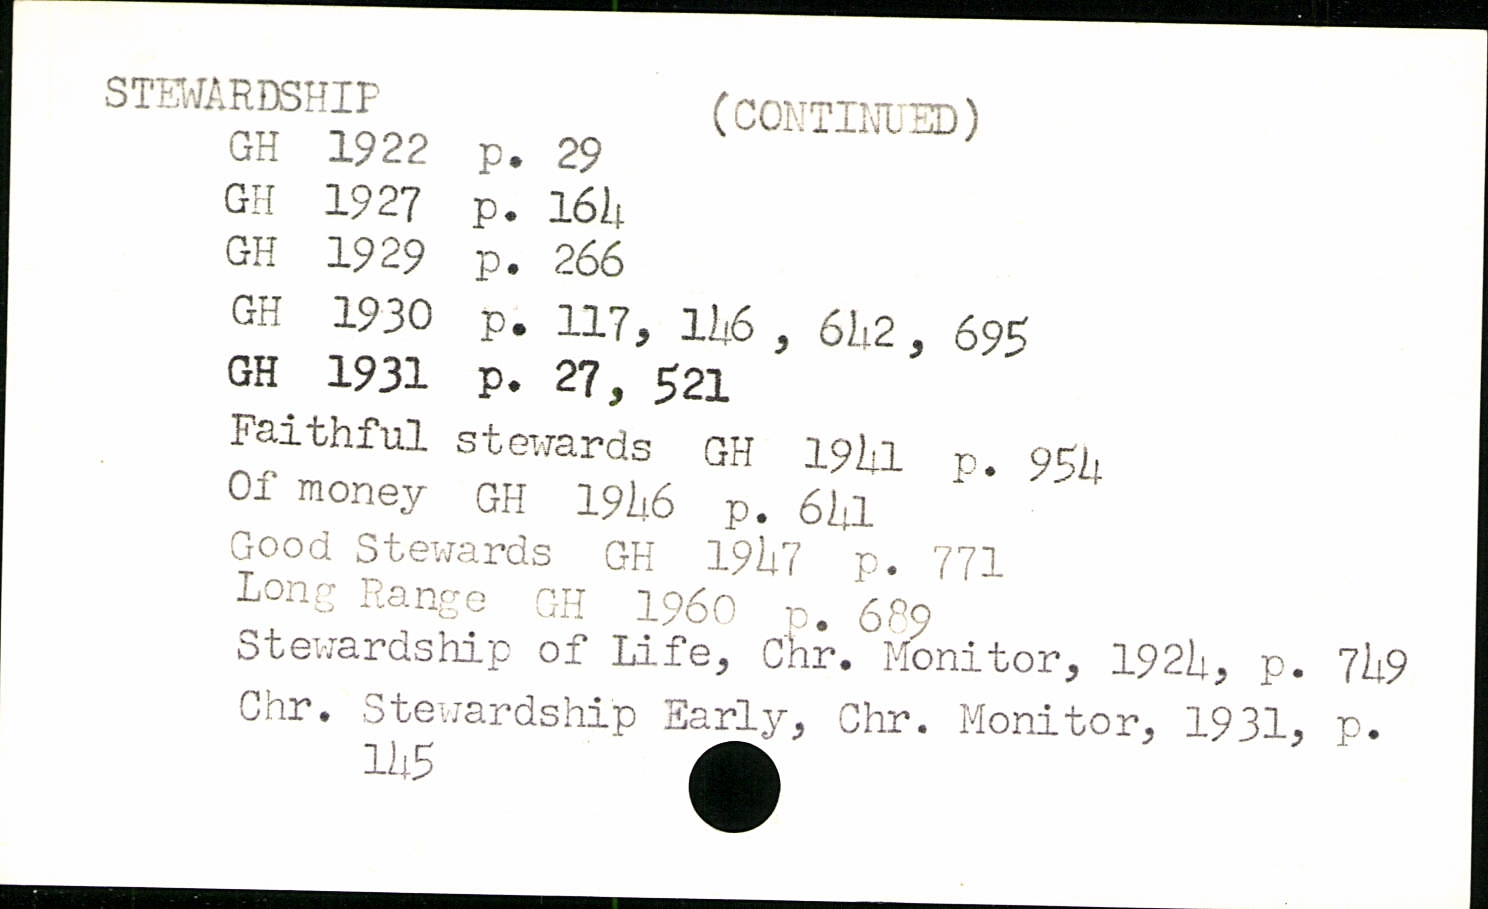 STEWARDSHIP (CONTINUED)
GH 1922 p. 29
GH 1927 p. 164
GH 1929 p. 266
GH 1930 p. 117, 146 , 642, 695
GH 1931 p. 27, 521
Faithful stewards GH 1941 p. 954
Of money GH 1946 p. 641
Good Stewards GH 1947 p. 771
Long Range GH 1960 p. 689
Stewardship of Life, Chr. Monitor, 1924, p. 749
Chr. Stewardship Early, Chr. Monitor, 1931, p.
145